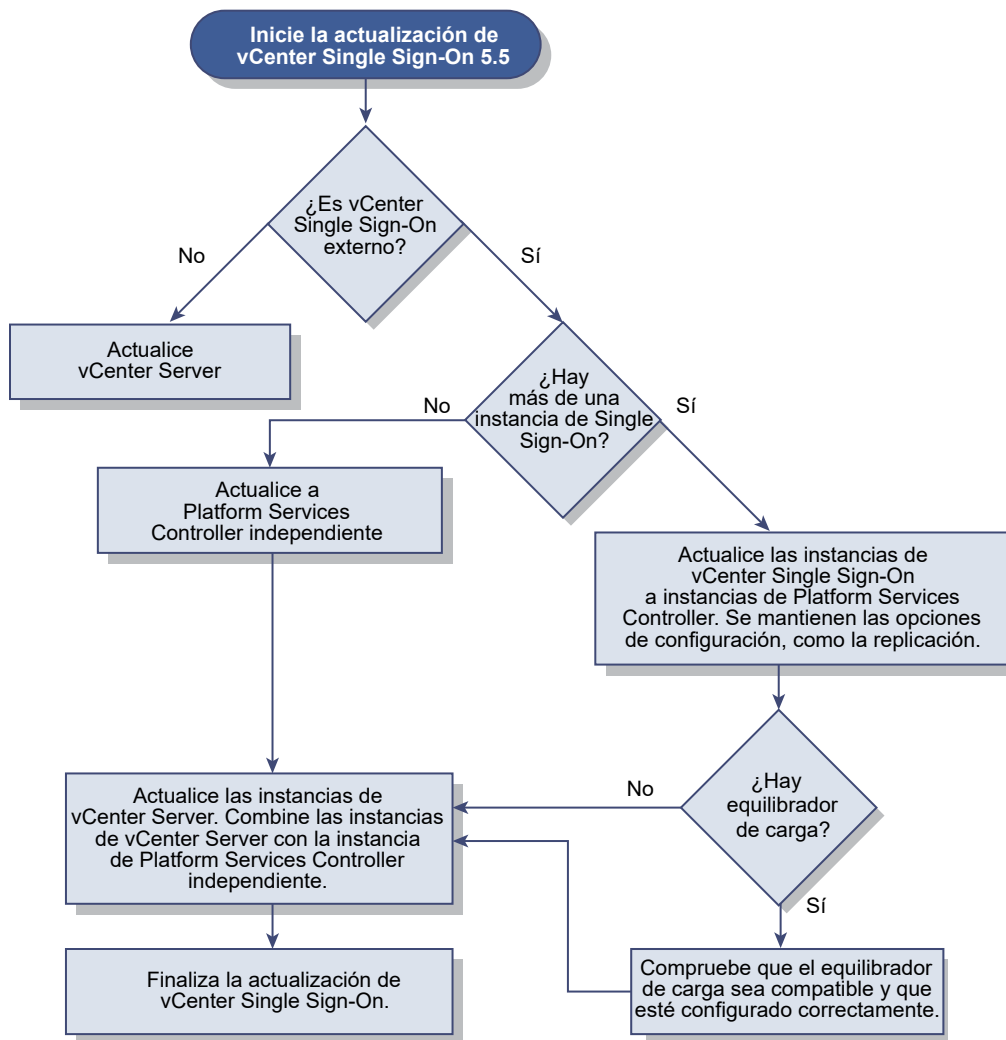 Inicie la actualización de
vCenter Single Sign-On 5.5
¿Es vCenter
Single Sign-On
externo?
No
Sí
Actualice
vCenter Server
¿Hay
más de una
instancia de Single
Sign-On?
No
Sí
Actualice a
Platform Services
Controller independiente
Actualice las instancias de
vCenter Single Sign-On
a instancias de Platform Services
Controller. Se mantienen las opciones
de configuración, como la replicación.
¿Hay
equilibrador
de carga?
No
Sí
Actualice las instancias de
vCenter Server. Combine las instancias
de vCenter Server con la instancia
de Platform Services Controller
independiente.
Compruebe que el equilibrador
de carga sea compatible y que
esté configurado correctamente.
Finaliza la actualización de
vCenter Single Sign-On.